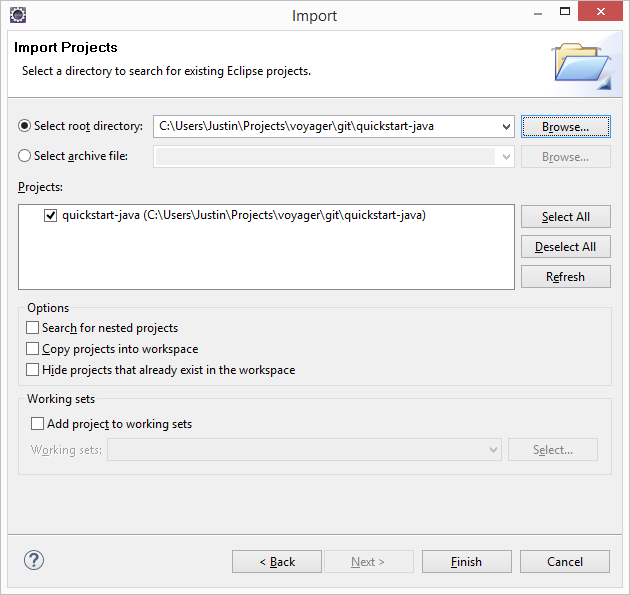 Import
Import Projects
Select a directory to search for existing Eclipse projects.
Select root directory: C:\Users\Justin\Projects\voyager\git\quickstart-java Browse...
Select archive file: Browse...
Projects:
quickstart-java (C:\Users\Justin\Projects\voyager\git\quickstart-java)
Select All
Deselect All
Refresh
Options
Search for nested projects
Copy projects into workspace
Hide projects that already exist in the workspace
Working sets
Add project to working sets
Working sets: Select...
? < Back Next > Finish Cancel